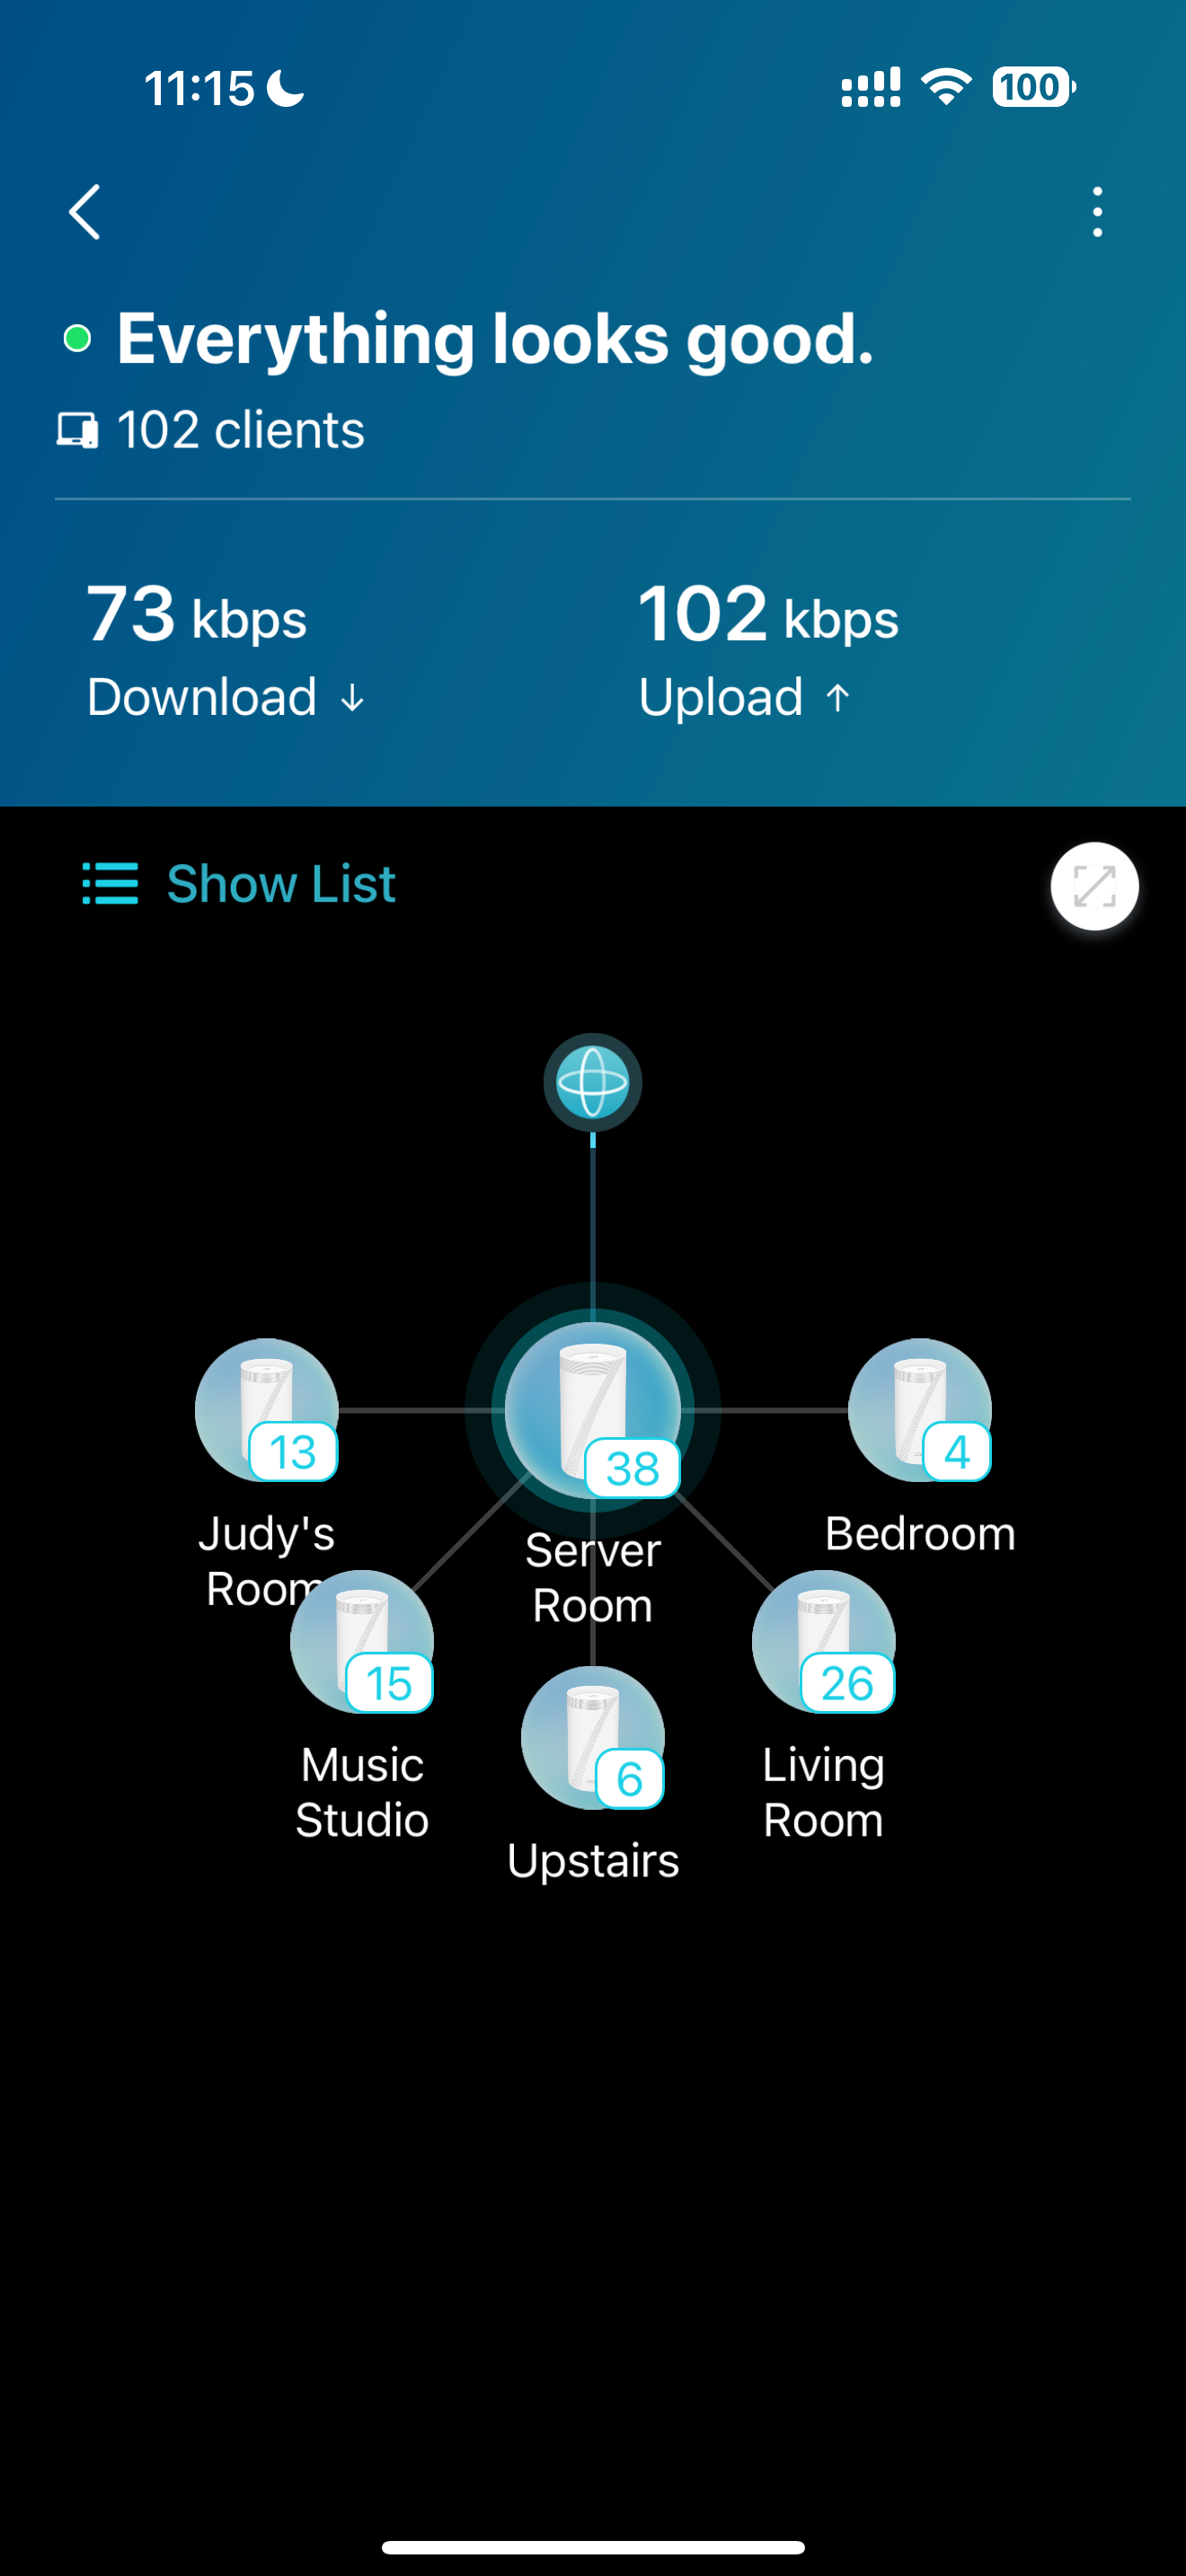 11:15
100
Everything looks good.
102 clients
73 kbps
102 kbps
Download ↓
Upload ↑
Show List
13
38
4
Judy's
Room
Server
Room
Bedroom
15
26
6
Music
Studio
Living
Room
Upstairs